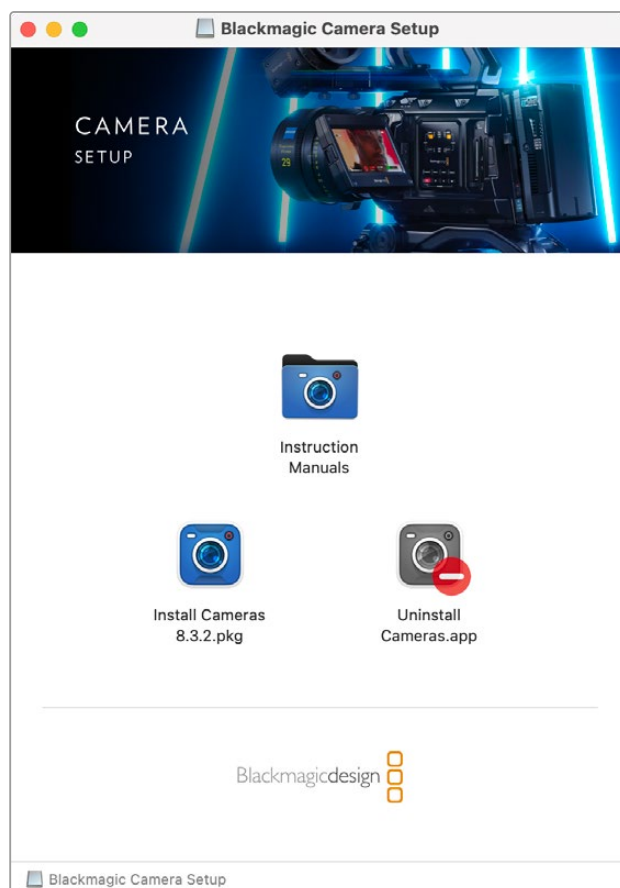 Blackmagic Camera Setup
CAMERA
SETUP
29
Instruction
Manuals
Install Cameras
8.3.2.pkg
Uninstall
Cameras.app
Blackmagicdesign
Blackmagic Camera Setup